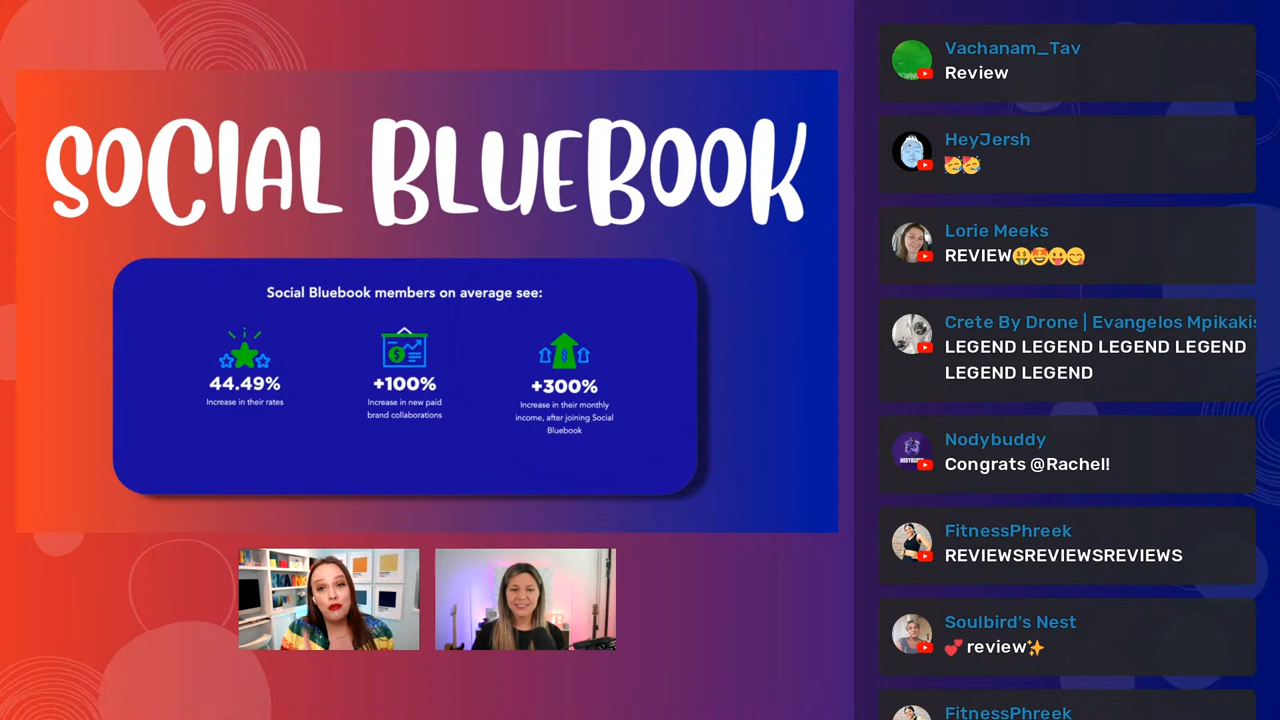 SOCIAL BLUEBOOK
Social Bluebook members on average see:
44.49%
Increase in their rates
+100%
Increase in new paid
brand collaborations
+300%
Increase in their monthly
income, after joining Social
Bluebook
Vachanam_Tav
Review
HeyJersh
🥳🥳
Lorie Meeks
REVIEW🤑🤩😛😋
Crete By Drone | Evangelos Mpikakis
LEGEND LEGEND LEGEND LEGEND
LEGEND LEGEND
Nodybuddy
Congrats @Rachel!
FitnessPhreek
REVIEWSREVIEWSREVIEWS
Soulbird's Nest
💕 review✨
FitnessPhreek